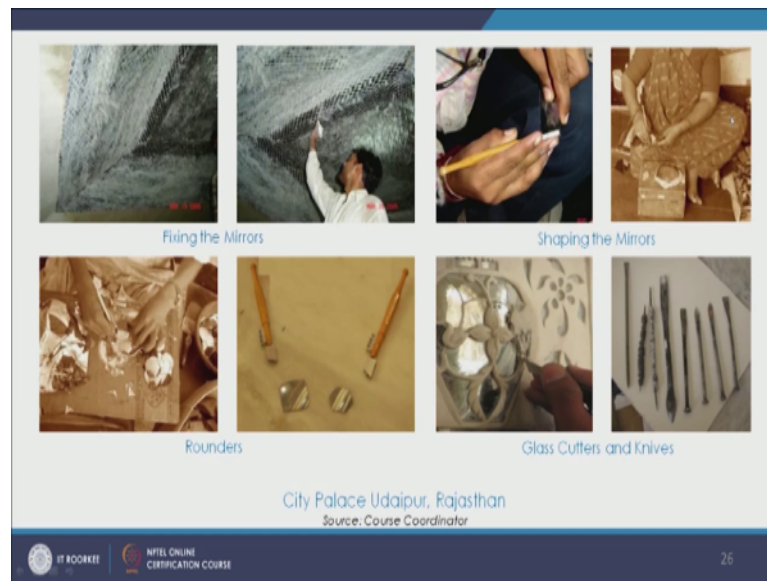 Fixing the Mirrors
Shaping the Mirrors
Rounders
Glass Cutters and Knives
City Palace Udaipur, Rajasthan
Source: Course Coordinator
IIT ROORKEE
NPTEL ONLINE
CERTIFICATION COURSE
26